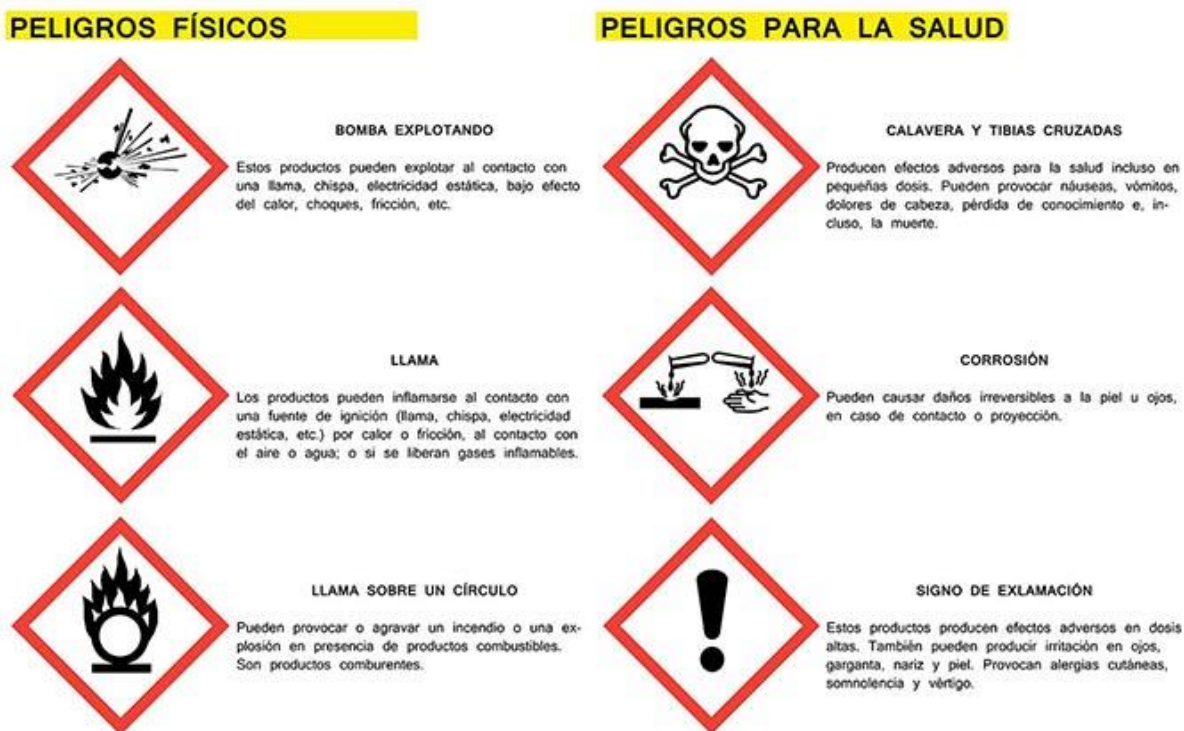 PELIGROS FÍSICOS
BOMBA EXPLOTANDO
Estos productos pueden explotar al contacto con
una llama, chispa, electricidad estática, bajo efecto
del calor, choques, fricción, etc.
LLAMA
Los productos pueden inflamarse al contacto con
una fuente de ignición (llama, chispa, electricidad
estática, etc.) por calor o fricción, al contacto con
el aire o agua; o si se liberan gases inflamables.
LLAMA SOBRE UN CÍRCULO
Pueden provocar o agravar un incendio o una ex-
plosión en presencia de productos combustibles.
Son productos comburentes.
PELIGROS PARA LA SALUD
CALAVERA Y TIBIAS CRUZADAS
Producen efectos adversos para la salud incluso en
pequeñas dosis. Pueden provocar náuseas, vómitos,
dolores de cabeza, pérdida de conocimiento e, in-
cluso, la muerte.
CORROSIÓN
Pueden causar daños irreversibles a la piel u ojos,
en caso de contacto o proyección.
SIGNO DE EXLAMACIÓN
Estos productos producen efectos adversos en dosis
altas. También pueden producir irritación en ojos,
garganta, nariz y piel. Provocan alergias cutáneas,
somnolencia y vértigo.